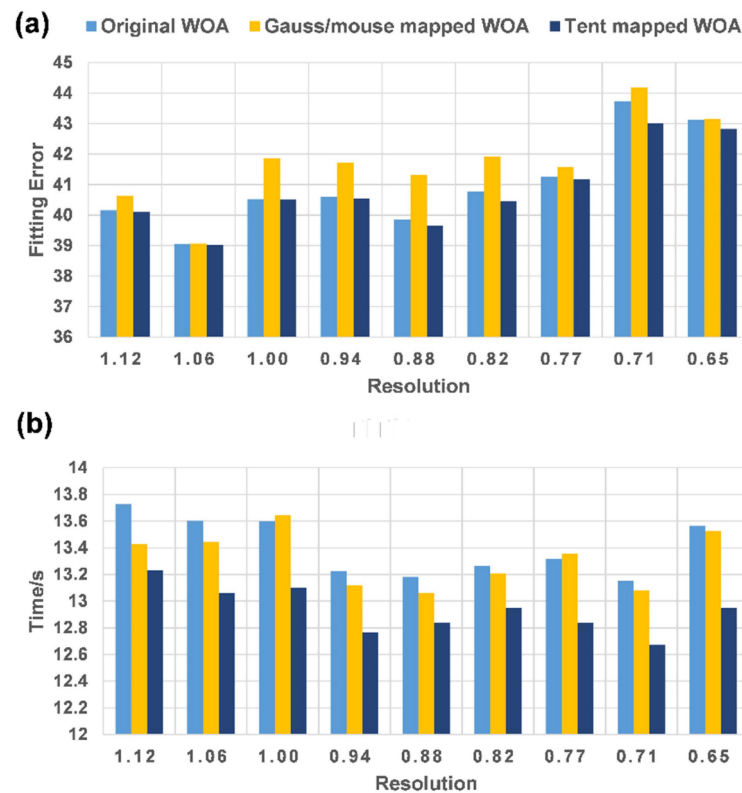 (a)
Original WOA Gauss/mouse mapped WOA Tent mapped WOA
45
44
43
42
41
40
39
38
37
36
Fitting Error
1.12 1.06 1.00 0.94 0.88 0.82 0.77 0.71 0.65
Resolution
(b)
14
13.8
13.6
13.4
13.2
13
12.8
12.6
12.4
12.2
12
Time/s
1.12 1.06 1.00 0.94 0.88 0.82 0.77 0.71 0.65
Resolution